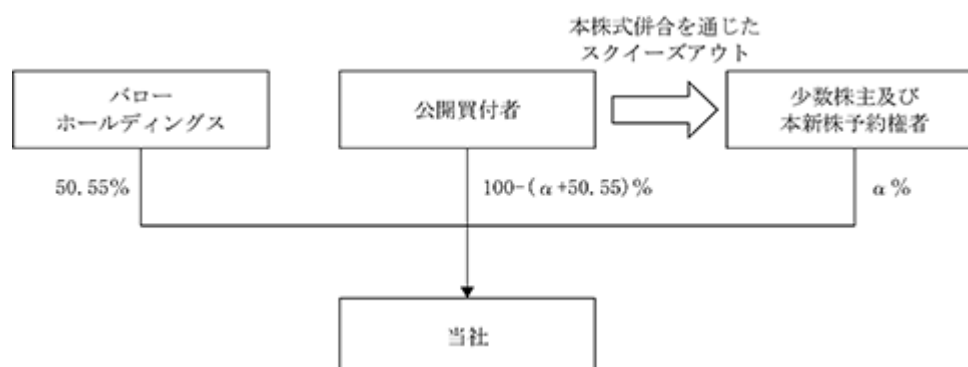 本株式併合を通じた
スクイーズアウト
バロー
ホールディングス
公開買付者
少数株主及び
本新株予約権者
50.55%
100-(α+50.55)%
α%
当社